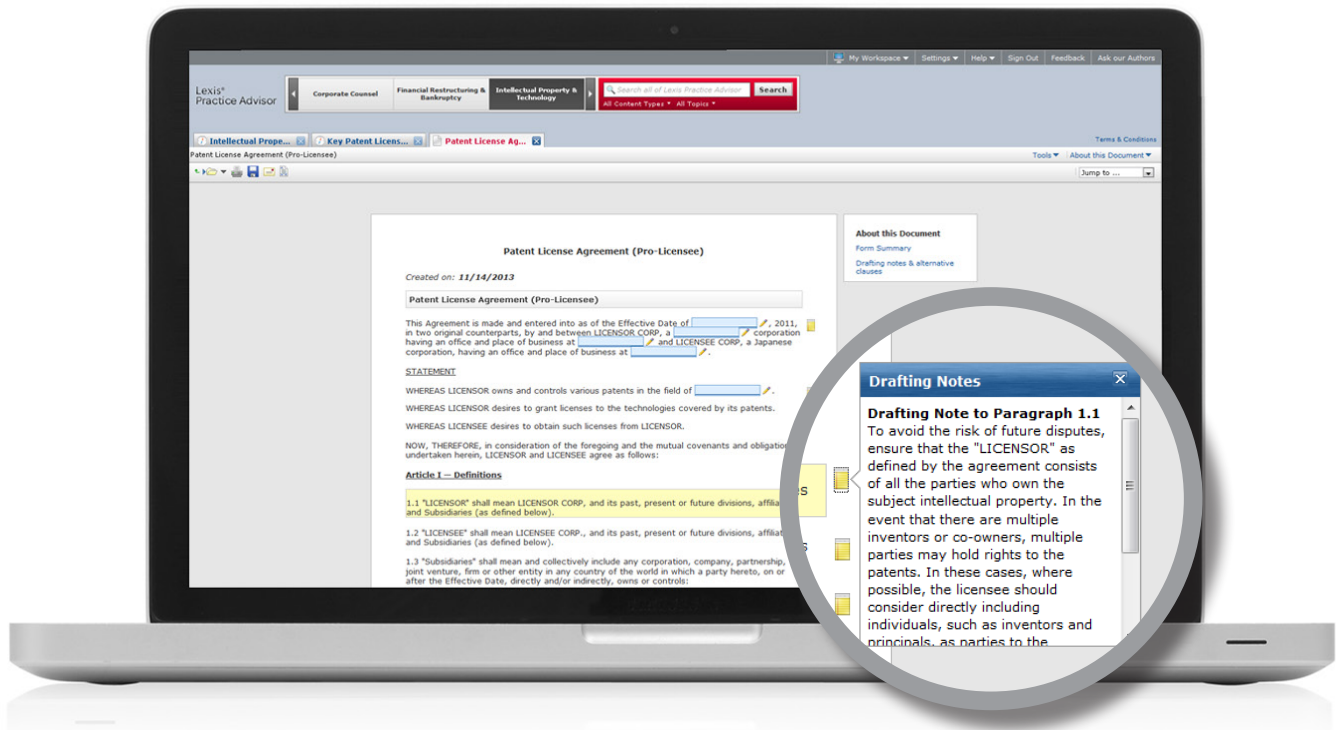 My Workspace Settings Help Sign Out Feedback Ask our Authors
Lexis®
Practice Advisor
Corporate Counsel
Financial Restructuring &
Bankruptcy
Intellectual Property &
Technology
Search all of Lexis Practice Advisor
Search
All Content Types All Topics
Intellectual Prope...
Key Patent Licens...
Patent License Ag...
Terms & Conditions
Patent License Agreement (Pro-Licensee)
Tools About this Document
Jump to ...
Patent License Agreement (Pro-Licensee)
Created on: 11/14/2013
Patent License Agreement (Pro-Licensee)
This Agreement is made and entered into as of the Effective Date of , 2011,
in two original counterparts, by and between LICENSOR CORP, a corporation
having an office and place of business at and LICENSEE CORP, a Japanese
corporation, having an office and place of business at .
STATEMENT
WHEREAS LICENSOR owns and controls various patents in the field of .
WHEREAS LICENSOR desires to grant licenses to the technologies covered by its patents.
WHEREAS LICENSEE desires to obtain such licenses from LICENSOR.
NOW, THEREFORE, in consideration of the foregoing and the mutual covenants and obligation
undertaken herein, LICENSOR and LICENSEE agree as follows:
Article I — Definitions
1.1 "LICENSOR" shall mean LICENSOR CORP, and its past, present or future divisions, affilia
and Subsidiaries (as defined below).
1.2 "LICENSEE" shall mean LICENSEE CORP., and its past, present or future divisions, affiliat
and Subsidiaries (as defined below).
1.3 "Subsidiaries" shall mean and collectively include any corporation, company, partnership,
joint venture, firm or other entity in any country of the world in which a party hereto, on or
after the Effective Date, directly and/or indirectly, owns or controls:
About this Document
Form Summary
Drafting notes & alternative
clauses
Drafting Notes
Drafting Note to Paragraph 1.1
To avoid the risk of future disputes,
ensure that the "LICENSOR" as
defined by the agreement consists
of all the parties who own the
subject intellectual property. In the
event that there are multiple
inventors or co-owners, multiple
parties may hold rights to the
patents. In these cases, where
possible, the licensee should
consider directly including
individuals, such as inventors and
principals, as parties to the